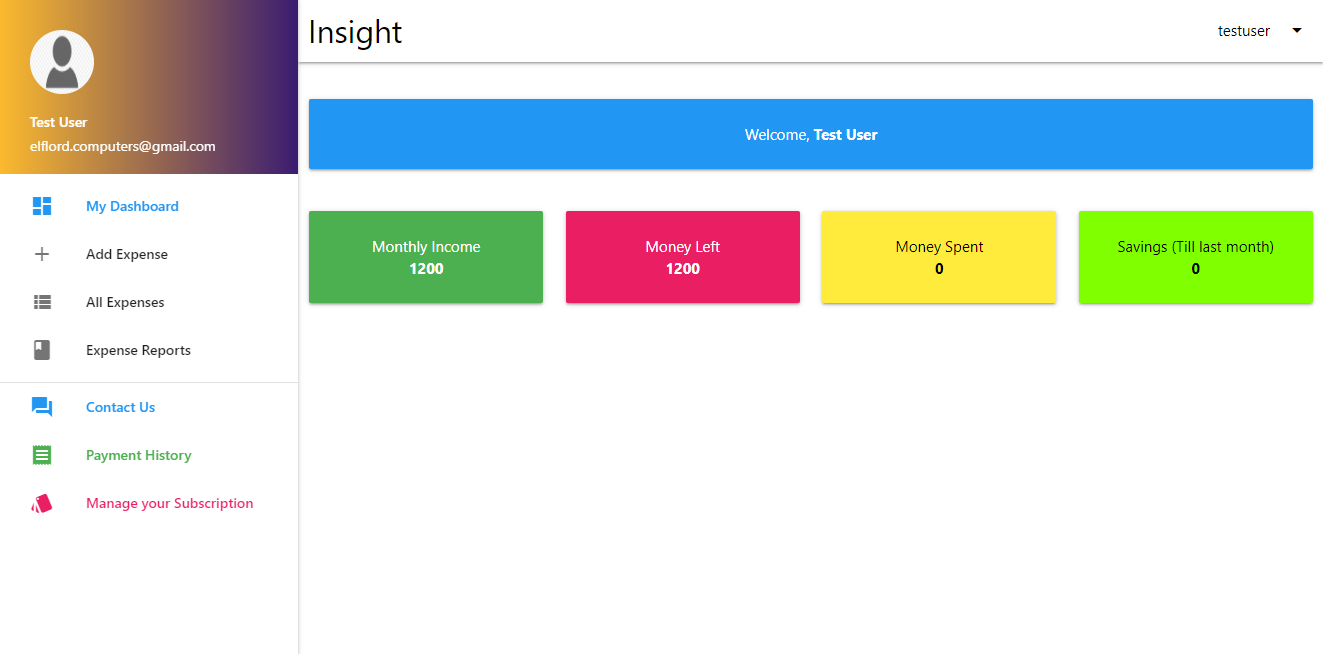 Test User
elflord.computers@gmail.com
My Dashboard
Add Expense
All Expenses
Expense Reports
Contact Us
Payment History
Manage your Subscription
Insight
testuser
Welcome, Test User
Monthly Income
1200
Money Left
1200
Money Spent
0
Savings (Till last month)
0